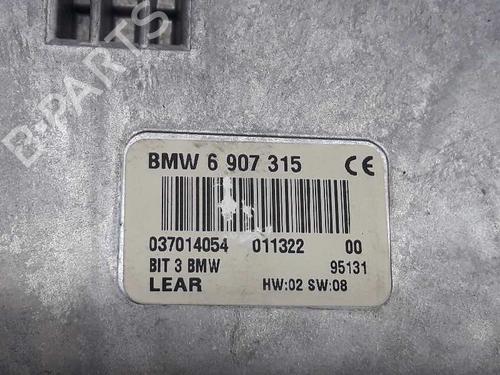 B-PARTS
BMW 6 907 315 CE
037014054 011322 00
BIT 3 BMW 95131
LEAR HW:02 SW:08